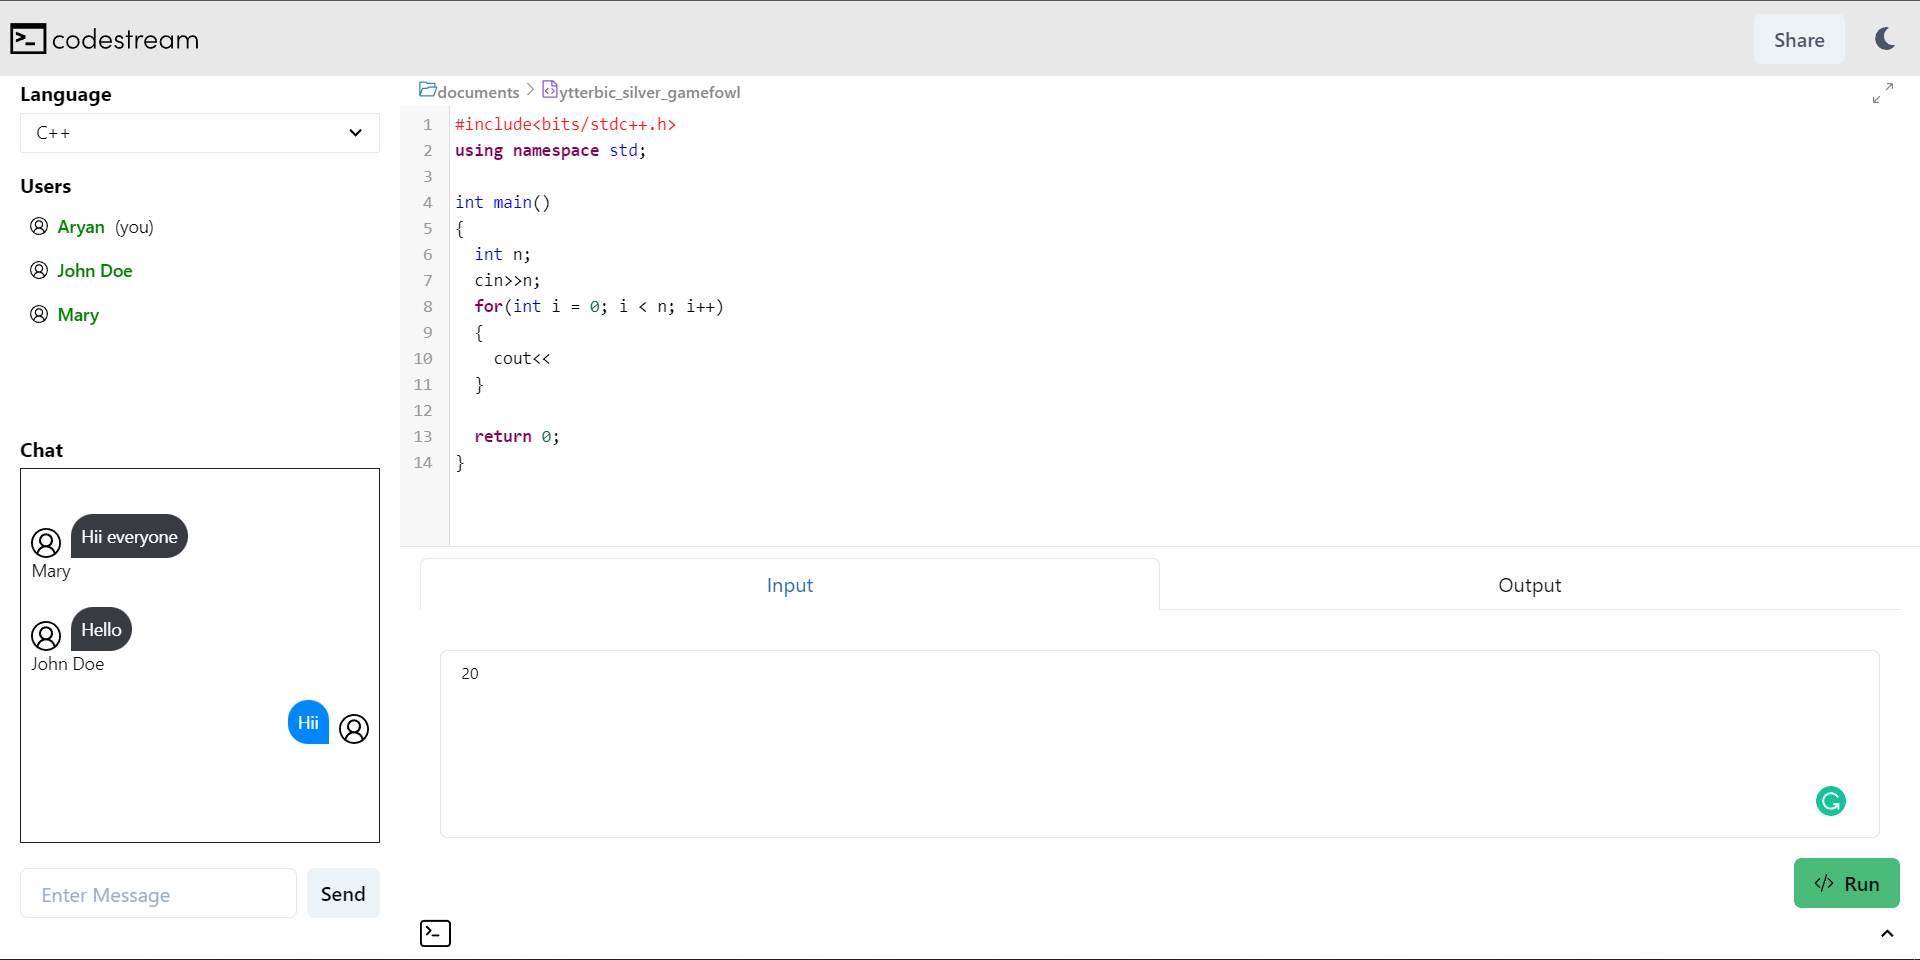 codestream
Share
Language
C++
Users
Aryan (you)
John Doe
Mary
Chat
Hii everyone
Mary
Hello
John Doe
Hii
Enter Message
Send
documents > ytterbic_silver_gamefowl
1 #include<bits/stdc++.h>
2 using namespace std;
3
4 int main()
5 {
6   int n;
7   cin>>n;
8   for(int i = 0; i < n; i++)
9   {
10     cout<<
11   }
12
13   return 0;
14 }
Input
Output
20
</> Run